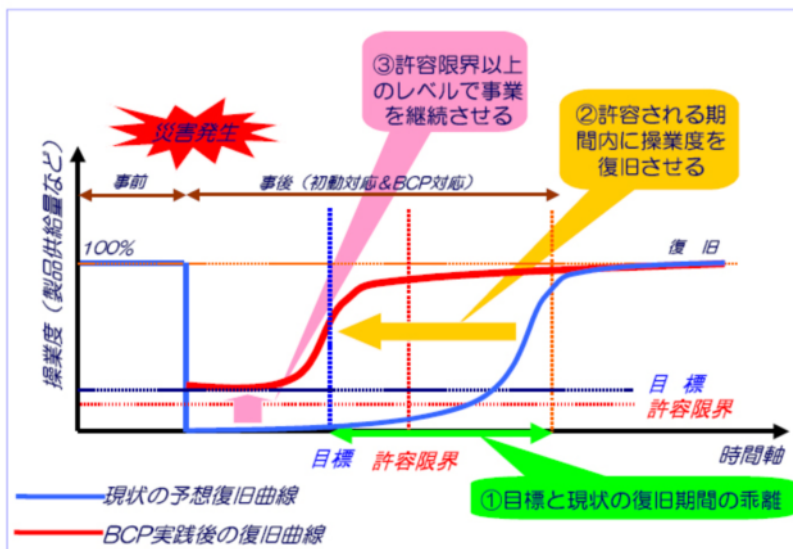 ③許容限界以上
のレベルで事業
を継続させる
災害発生
②許容される期
間内に操業度を
復旧させる
事前
事後（初動対応＆BCP対応）
操業度（製品供給量など）
100%
復 旧
目 標
許容限界
目標 許容限界
時間軸
①目標と現状の復旧期間の乖離
現状の予想復旧曲線
BCP実践後の復旧曲線